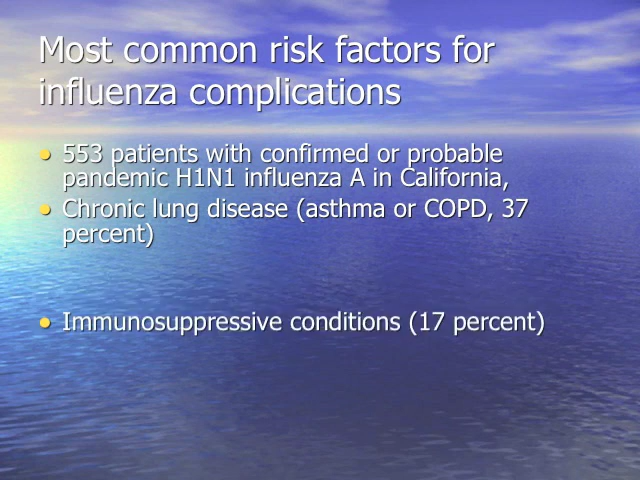 Most common risk factors for
influenza complications
• 553 patients with confirmed or probable
pandemic H1N1 influenza A in California,
• Chronic lung disease (asthma or COPD, 37
percent)
• Immunosuppressive conditions (17 percent)